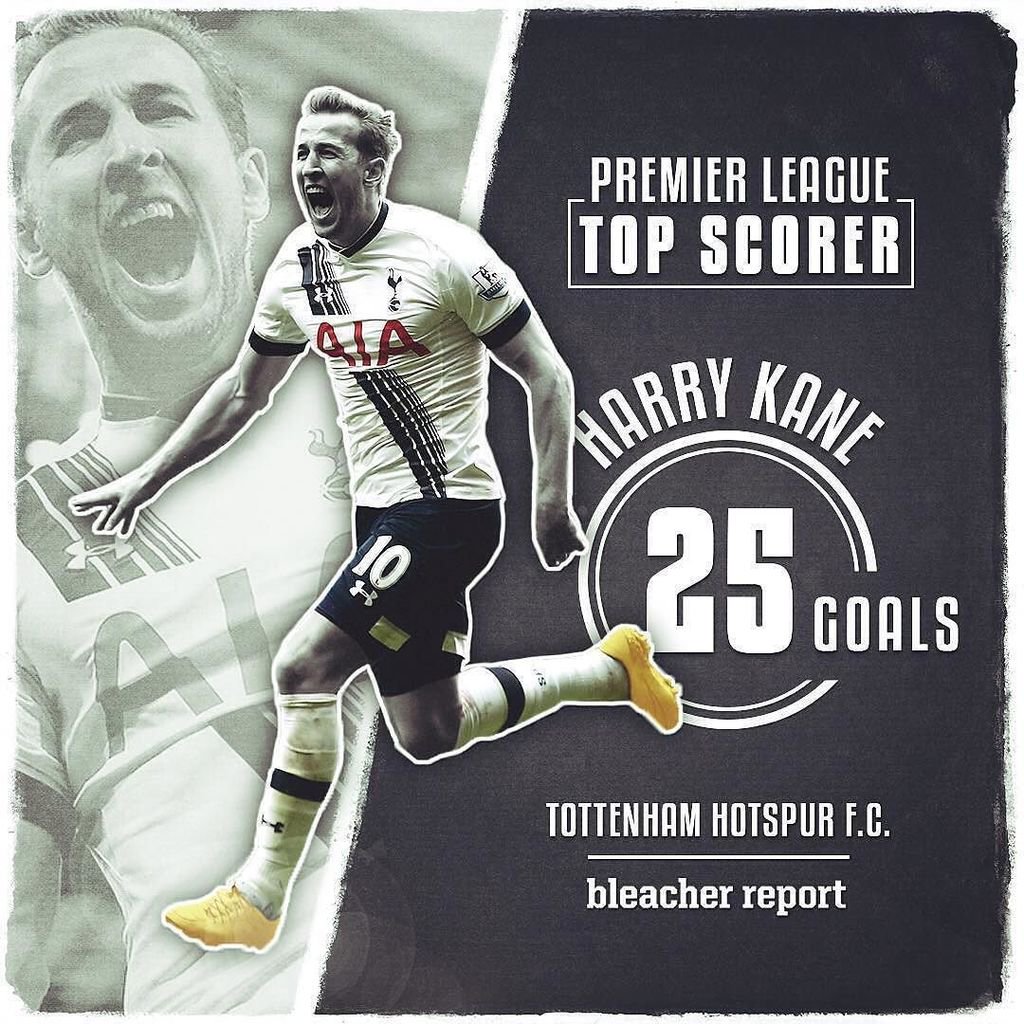 PREMIER LEAGUE
TOP SCORER
HARRY KANE
25 GOALS
AIA
10
TOTTENHAM HOTSPUR F.C.
bleacher report